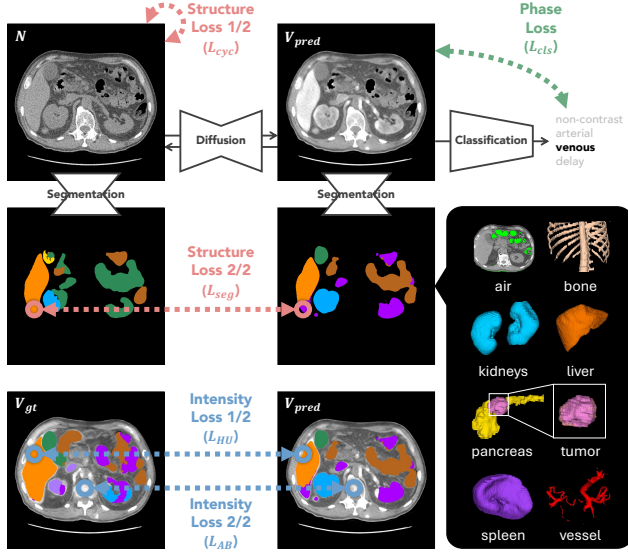 N
Structure
Loss 1/2
(L_cyc)
V_pred
Phase
Loss
(L_cls)
Diffusion
Classification
non-contrast
arterial
venous
delay
Segmentation
Segmentation
Structure
Loss 2/2
(L_seg)
air
bone
kidneys
liver
pancreas
tumor
spleen
vessel
V_gt
Intensity
Loss 1/2
(L_HU)
V_pred
Intensity
Loss 2/2
(L_AB)